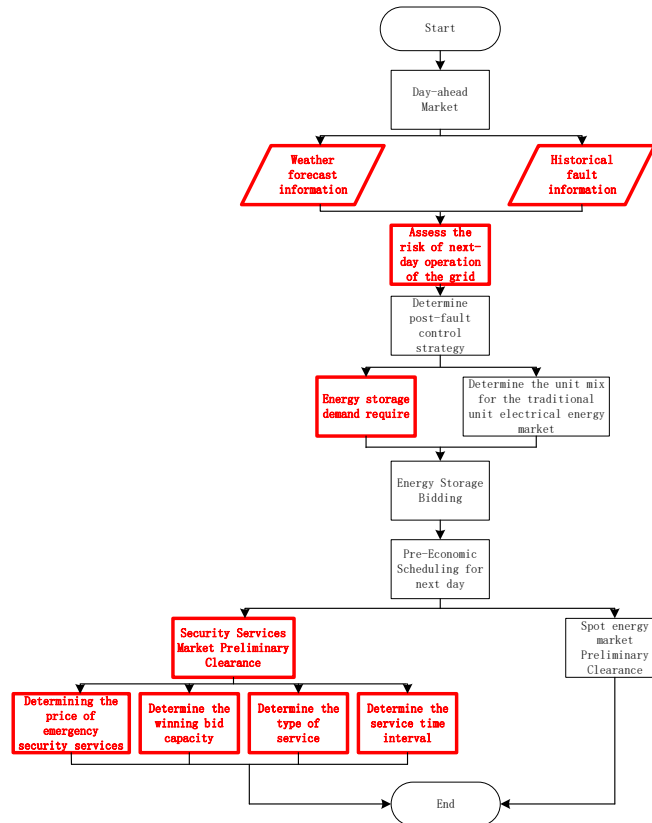 Start
Day-ahead
Market
Weather
forecast
information
Historical
fault
information
Assess the
risk of next-
day operation
of the grid
Determine
post-fault
control
strategy
Energy storage
demand require
Determine the unit mix
for the traditional
unit electrical energy
market
Energy Storage
Bidding
Pre-Economic
Scheduling for
next day
Security Services
Market Preliminary
Clearance
Spot energy
market
Preliminary
Clearance
Determining the
price of
emergency
security services
Determine the
winning bid
capacity
Determine the
type of
service
Determine the
service time
interval
End